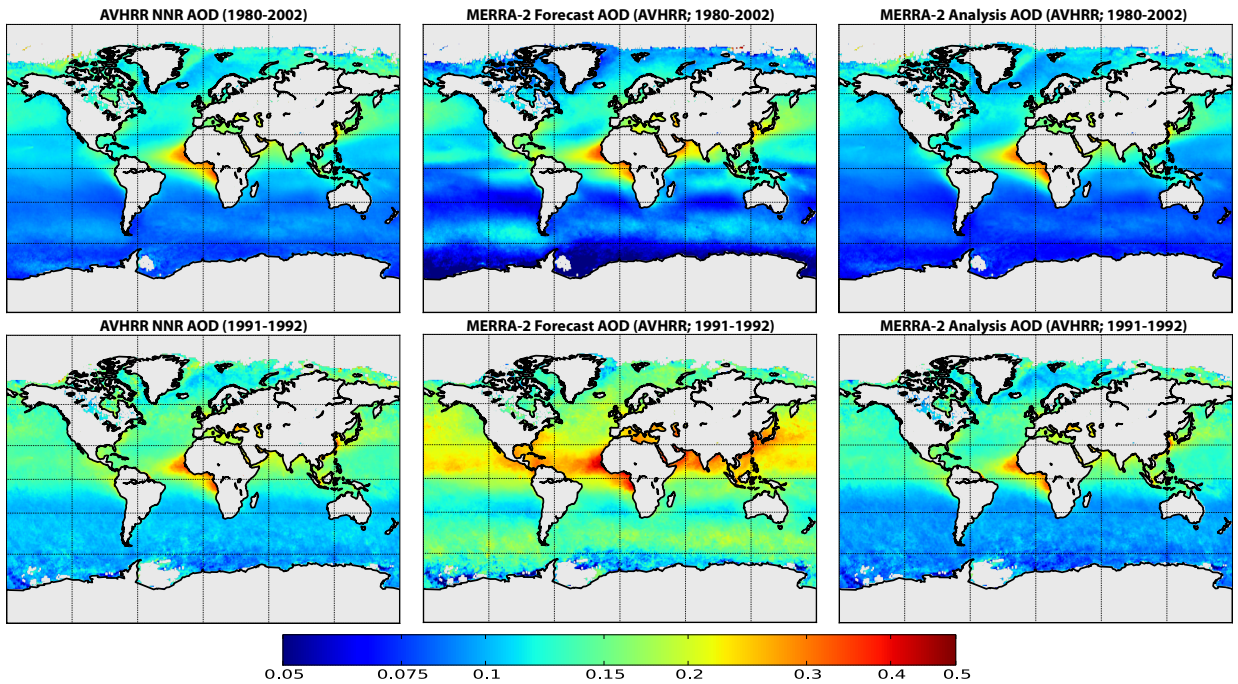 AVHRR NNR AOD (1980-2002)
MERRA-2 Forecast AOD (AVHRR; 1980-2002)
MERRA-2 Analysis AOD (AVHRR; 1980-2002)
AVHRR NNR AOD (1991-1992)
MERRA-2 Forecast AOD (AVHRR; 1991-1992)
MERRA-2 Analysis AOD (AVHRR; 1991-1992)
0.05 0.075 0.1 0.15 0.2 0.3 0.4 0.5